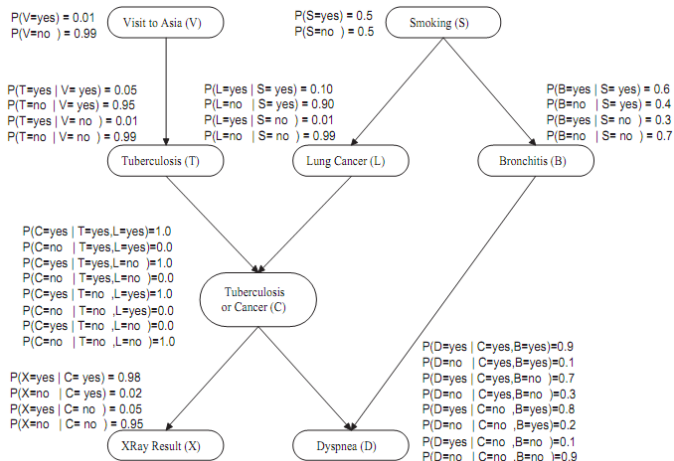 P(V=yes) = 0.01
P(V=no ) = 0.99
Visit to Asia (V)
P(S=yes) = 0.5
P(S=no ) = 0.5
Smoking (S)
P(T=yes | V= yes) = 0.05
P(T=no | V= yes) = 0.95
P(T=yes | V= no ) = 0.01
P(T=no | V= no ) = 0.99
P(L=yes | S= yes) = 0.10
P(L=no | S= yes) = 0.90
P(L=yes | S= no ) = 0.01
P(L=no | S= no ) = 0.99
P(B=yes | S= yes) = 0.6
P(B=no | S= yes) = 0.4
P(B=yes | S= no ) = 0.3
P(B=no | S= no ) = 0.7
Tuberculosis (T)
Lung Cancer (L)
Bronchitis (B)
P(C=yes | T=yes,L=yes)=1.0
P(C=no | T=yes,L=yes)=0.0
P(C=yes | T=yes,L=no )=1.0
P(C=no | T=yes,L=no )=0.0
P(C=yes | T=no ,L=yes)=1.0
P(C=no | T=no ,L=yes)=0.0
P(C=yes | T=no ,L=no )=0.0
P(C=no | T=no ,L=no )=1.0
Tuberculosis
or Cancer (C)
P(X=yes | C= yes) = 0.98
P(X=no | C= yes) = 0.02
P(X=yes | C= no ) = 0.05
P(X=no | C= no ) = 0.95
P(D=yes | C=yes,B=yes)=0.9
P(D=no | C=yes,B=yes)=0.1
P(D=yes | C=yes,B=no )=0.7
P(D=no | C=yes,B=no )=0.3
P(D=yes | C=no ,B=yes)=0.8
P(D=no | C=no ,B=yes)=0.2
P(D=yes | C=no ,B=no )=0.1
P(D=no | C=no ,B=no )=0.9
XRay Result (X)
Dyspnea (D)